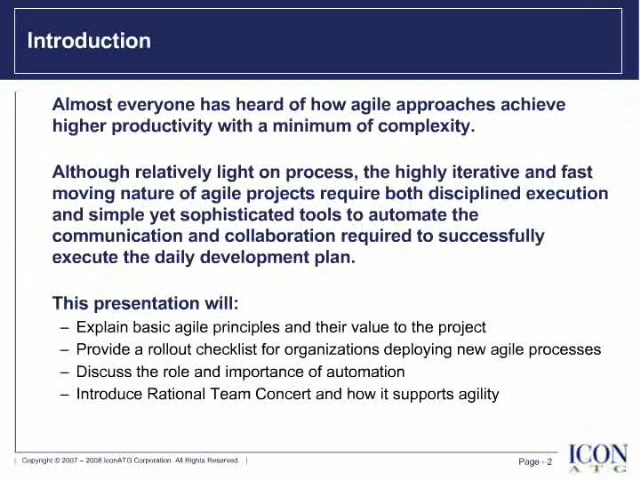 Introduction
Almost everyone has heard of how agile approaches achieve
higher productivity with a minimum of complexity.
Although relatively light on process, the highly iterative and fast
moving nature of agile projects require both disciplined execution
and simple yet sophisticated tools to automate the
communication and collaboration required to successfully
execute the daily development plan.
This presentation will:
– Explain basic agile principles and their value to the project
– Provide a rollout checklist for organizations deploying new agile processes
– Discuss the role and importance of automation
– Introduce Rational Team Concert and how it supports agility
Copyright © 2007 – 2008 IconATG Corporation. All Rights Reserved. |
Page - 2
ICON
ATG